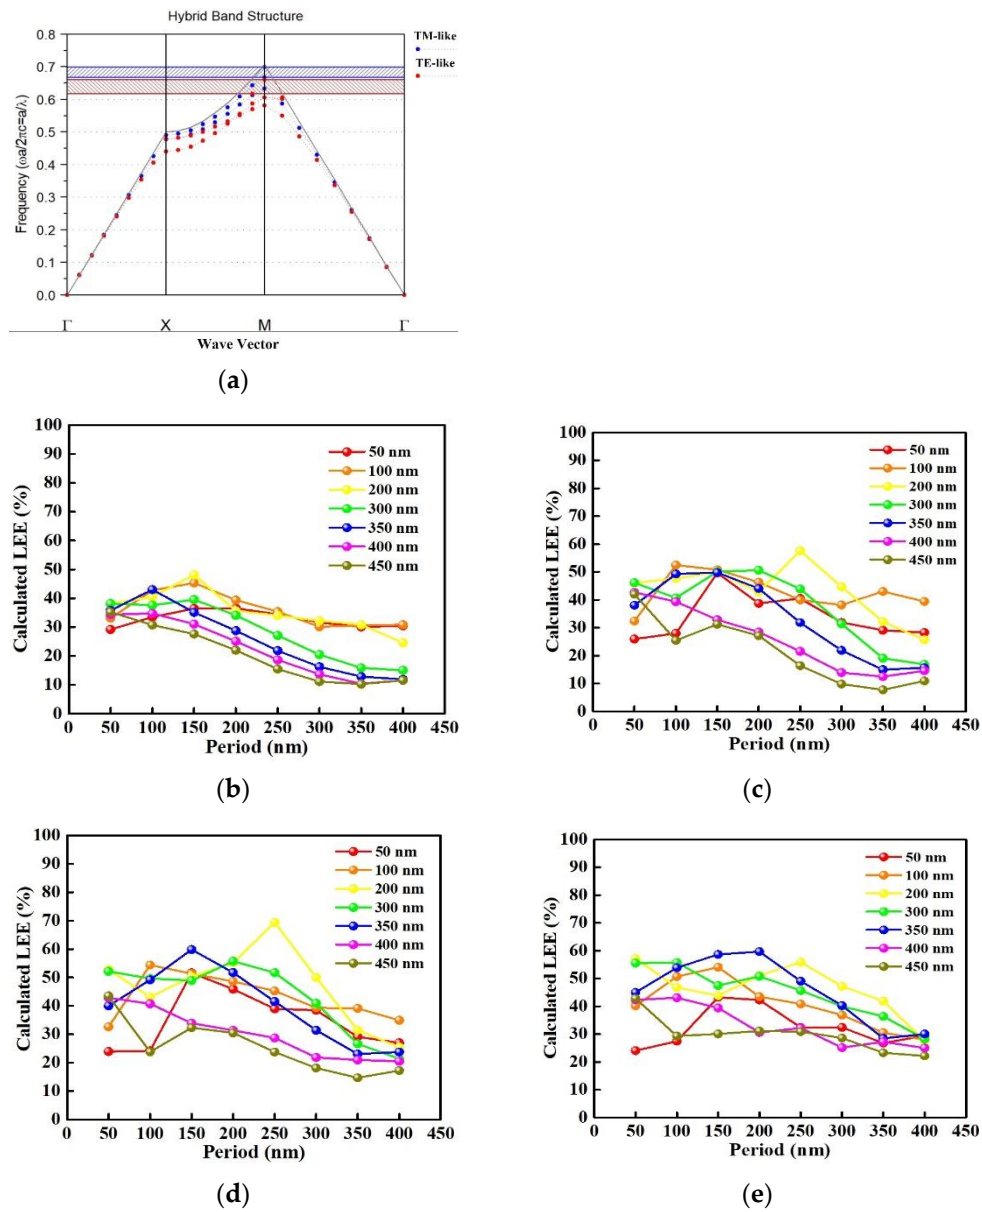 Hybrid Band Structure
TM-like
TE-like
0.8
0.7
0.6
0.5
0.4
0.3
0.2
0.1
0.0
Frequency (ωa/2πc=a/λ)
Γ X M Γ
Wave Vector
(a)
100
90
80
70
60
50
40
30
20
10
0
Calculated LEE (%)
50 nm
100 nm
200 nm
300 nm
350 nm
400 nm
450 nm
0 50 100 150 200 250 300 350 400 450
Period (nm)
(b)
100
90
80
70
60
50
40
30
20
10
0
Calculated LEE (%)
50 nm
100 nm
200 nm
300 nm
350 nm
400 nm
450 nm
0 50 100 150 200 250 300 350 400 450
Period (nm)
(c)
100
90
80
70
60
50
40
30
20
10
0
Calculated LEE (%)
50 nm
100 nm
200 nm
300 nm
350 nm
400 nm
450 nm
0 50 100 150 200 250 300 350 400 450
Period (nm)
(d)
100
90
80
70
60
50
40
30
20
10
0
Calculated LEE (%)
50 nm
100 nm
200 nm
300 nm
350 nm
400 nm
450 nm
0 50 100 150 200 250 300 350 400 450
Period (nm)
(e)